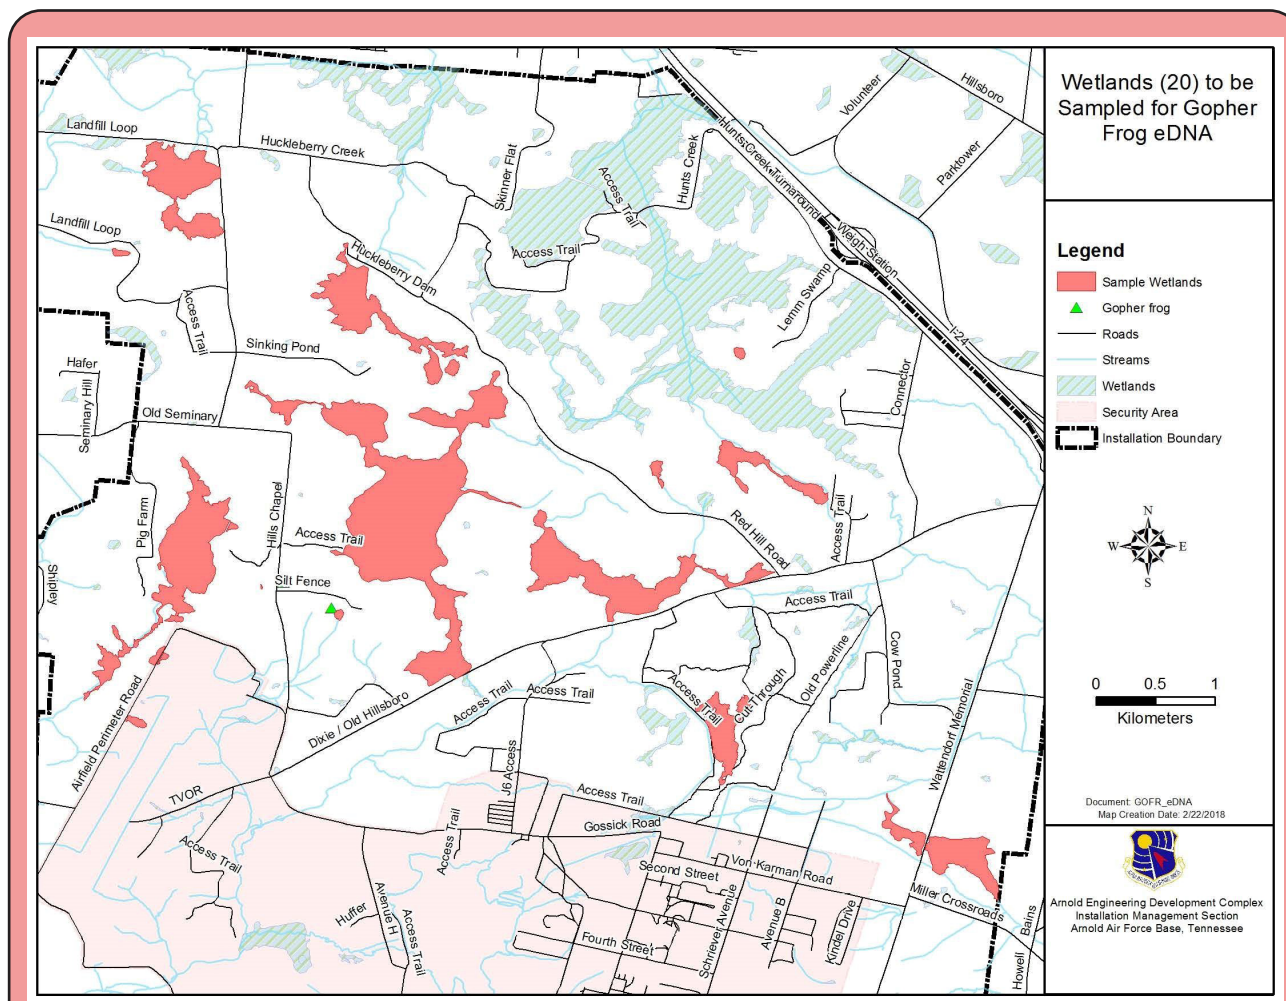 Wetlands (20) to be
Sampled for Gopher
Frog eDNA
Legend
Sample Wetlands
Gopher frog
Roads
Streams
Wetlands
Security Area
Installation Boundary
N
W
E
S
0
0.5
1
Kilometers
Document: GOFR_eDNA
Map Creation Date: 2/22/2018
Arnold Engineering Development Complex
Installation Management Section
Arnold Air Force Base, Tennessee
Landfill Loop
Huckleberry Creek
Skinner Flat
Access Trail
Hunts Creek
Hunts Creek Turnaround
Volunteer
Hillsboro
Parktower
Weigh Station
I-24
Landfill Loop
Access Trail
Huckleberry Dam
Access Trail
Lemm Swamp
Sinking Pond
Hafer
Seminary Hill
Old Seminary
Connector
Pig Farm
Hills Chapel
Access Trail
Silt Fence
Shipley
Red Hill Road
Access Trail
Access Trail
Cow Pond
Old Powerline
Cut-Through
Access Trail
Wattendorf Memorial
Airfield Perimeter Road
Dixie / Old Hillsboro
Access Trail
Access Trail
J6 Access
TVOR
Access Trail
Access Trail
Access Trail
Gossick Road
Second Street
Von Karman Road
Miller Crossroads
Huffer
Avenue H
Access Trail
Fourth Street
Schriever Avenue
Avenue B
Kindel Drive
Howell
Bains